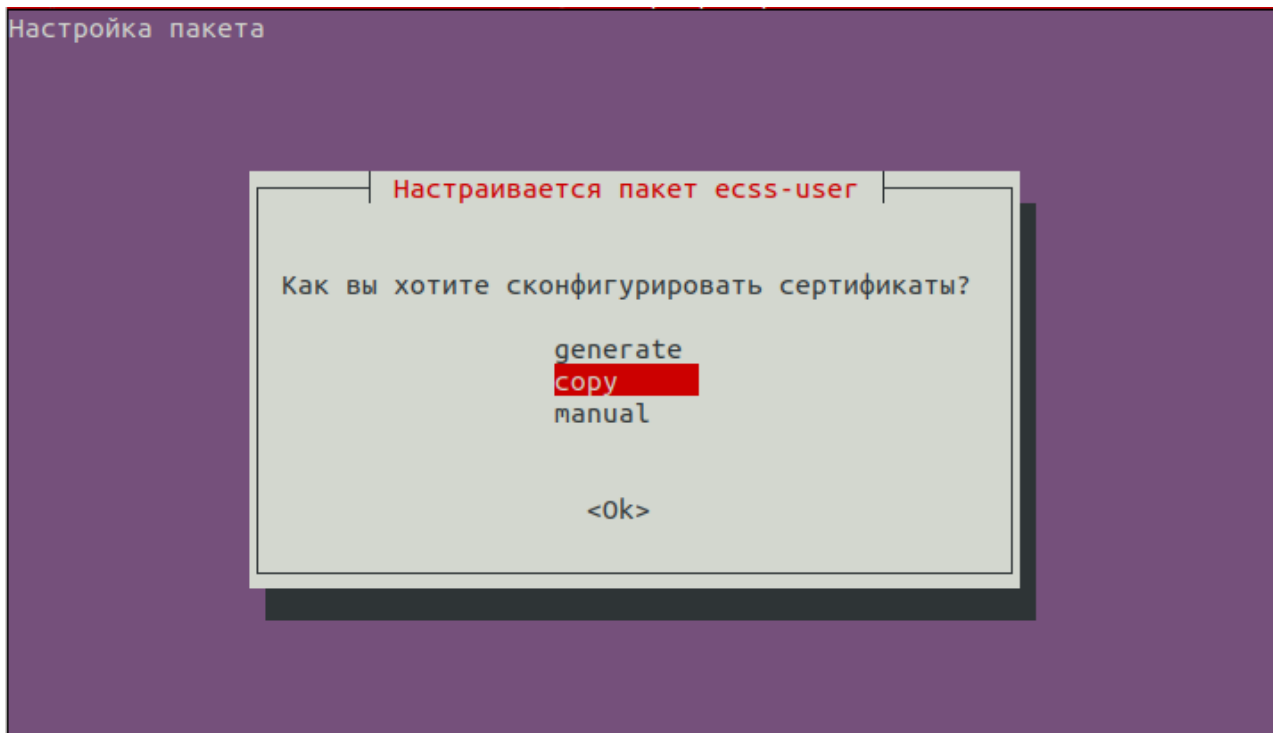 Настройка пакета
Настраивается пакет ecss-user
Как вы хотите сконфигурировать сертификаты?
generate
copy
manual
<Ok>